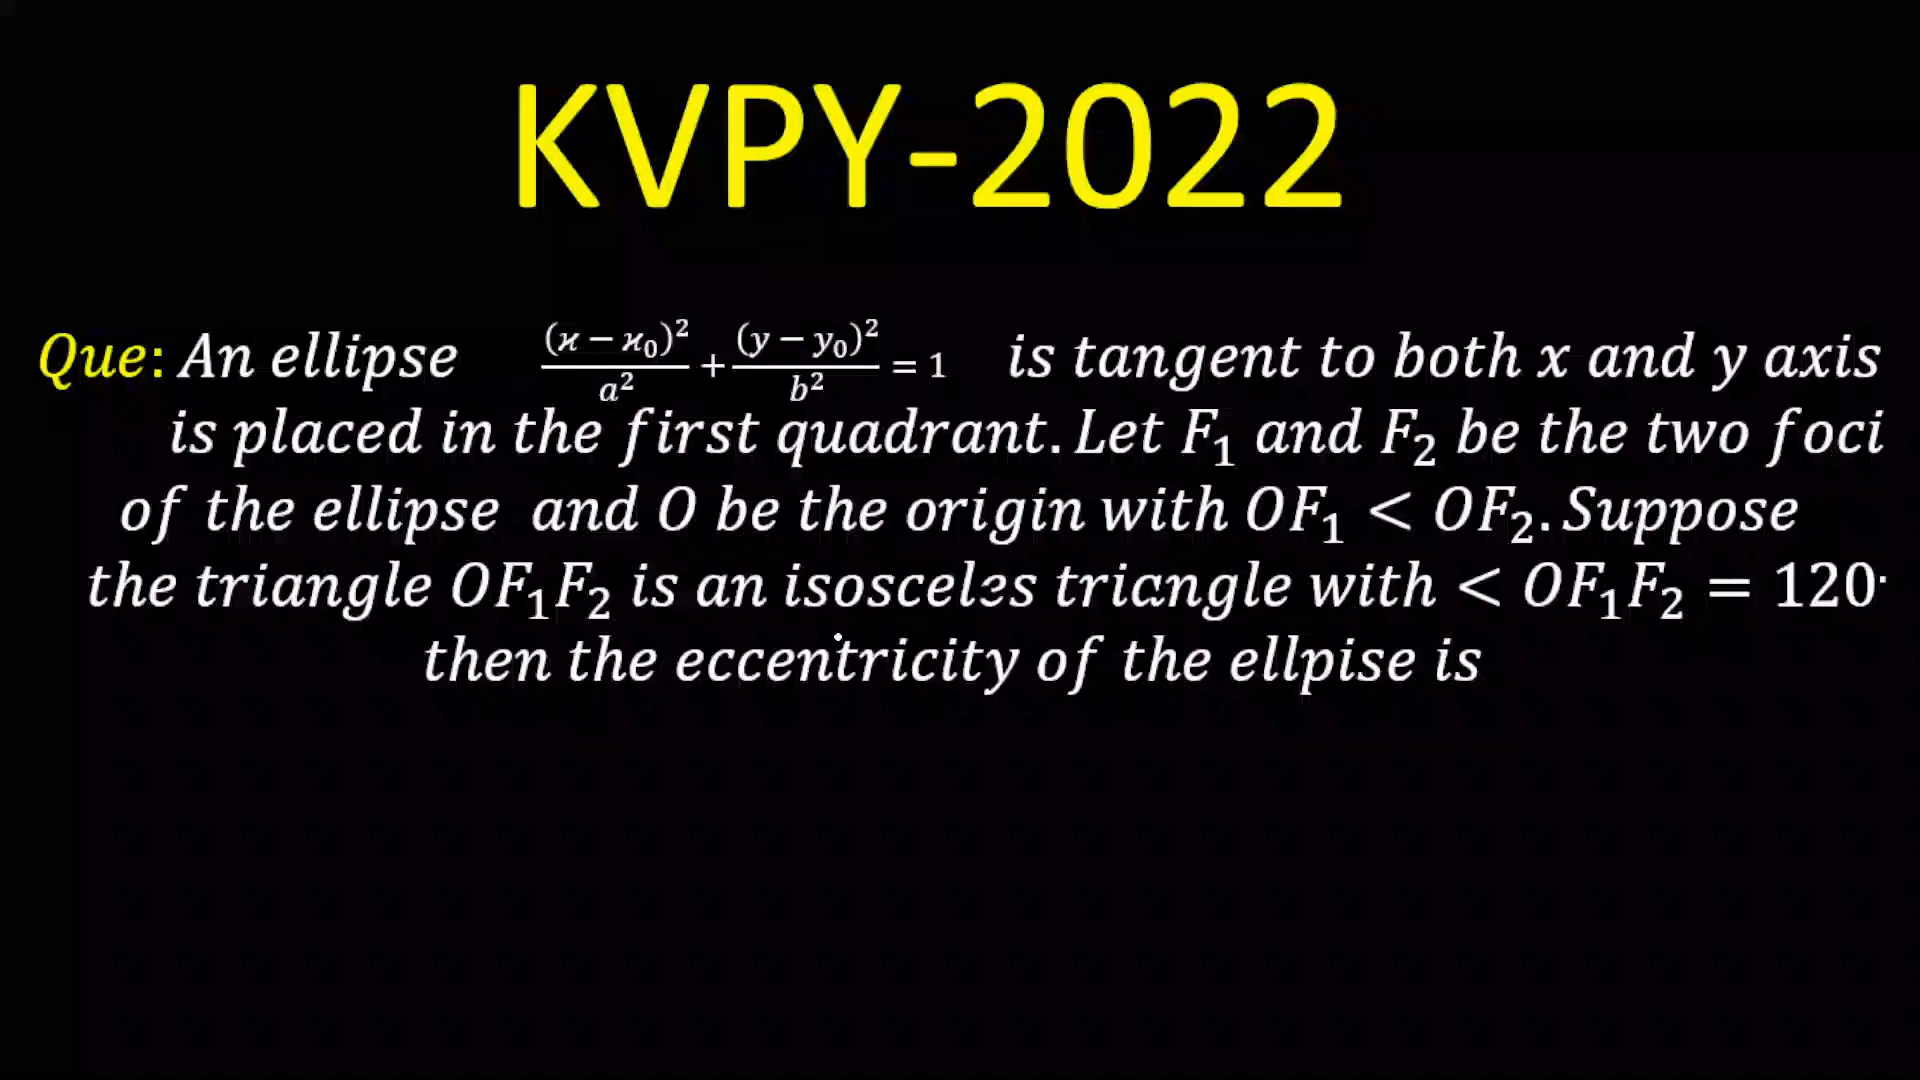 KVPY-2022
Que: An ellipse (x − x₀)²/a² + (y − y₀)²/b² = 1 is tangent to both x and y axis
is placed in the first quadrant. Let F₁ and F₂ be the two foci
of the ellipse and O be the origin with OF₁ < OF₂. Suppose
the triangle OF₁F₂ is an isosceles triangle with < OF₁F₂ = 120·
then the eccentricity of the ellpise is